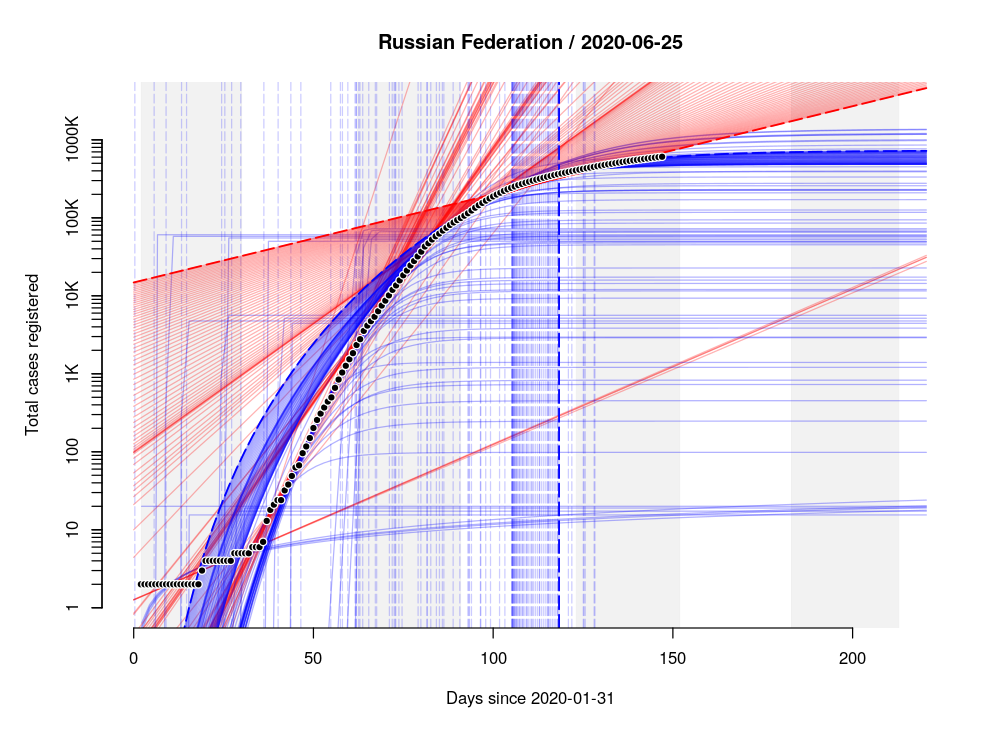 Russian Federation / 2020-06-25
Total cases registered
1000K
100K
10K
1K
100
10
1
0 50 100 150 200
Days since 2020-01-31